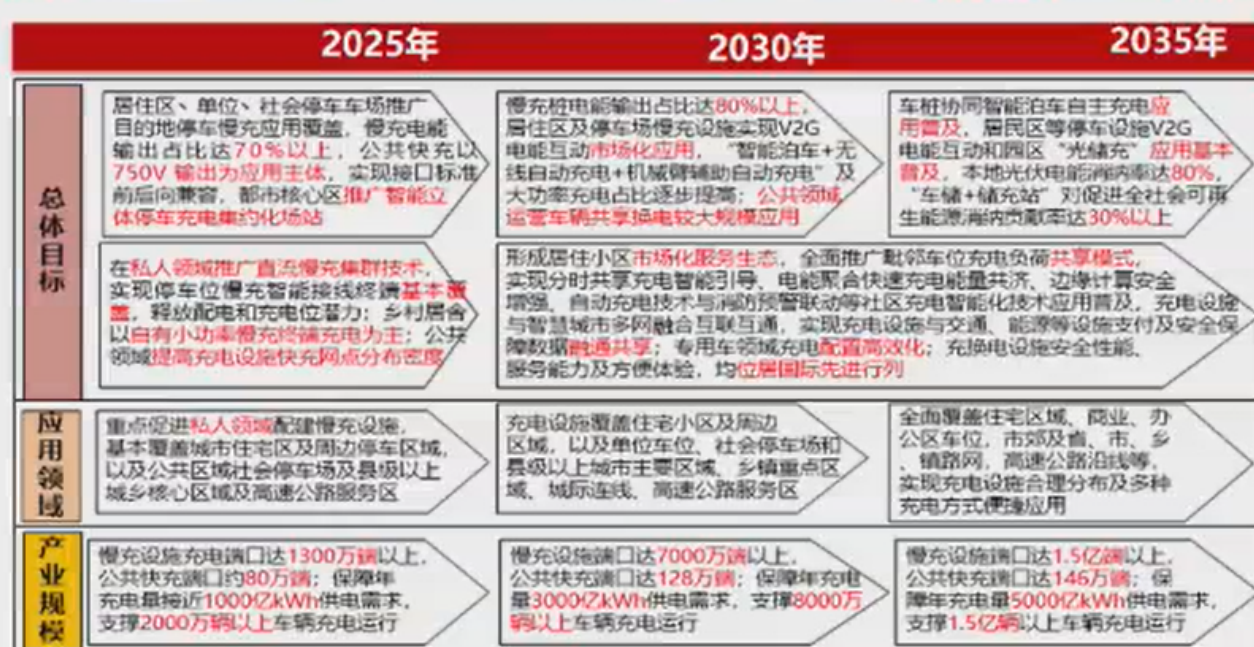 2025年
2030年
2035年
总体目标
居住区、单位、社会停车车场推广
目的地停车慢充应用覆盖，慢充电能
输出占比达70%以上，公共快充以
750V 输出为应用主体，实现接口标准
前后向兼容，都市核心区推广智能立
体停车充电集约化场站
慢充桩电能输出占比达80%以上，
居住区及停车场慢充设施实现V2G
电能互动市场化应用，“智能泊车+无
线自动充电+机械臂辅助自动充电”及
大功率充电占比逐步提高；公共领域
运营车辆共享换电较大规模应用
车桩协同智能泊车自主充电应
用普及，居民区等停车设施V2G
电能互动和园区“光储充”应用基本
普及，本地光伏电能消纳率达80%，
“车储+储充站”对促进全社会可再
生能源消纳贡献率达30%以上
在私人领域推广直流慢充集群技术，
实现停车位慢充智能接线终端基本覆
盖，释放配电和充电位潜力；乡村居舍
以自有小功率慢充终端充电为主；公共
领域提高充电设施快充网点分布密度
形成居住小区市场化服务生态，全面推广毗邻车位充电负荷共享模式，
实现分时共享充电智能引导、电能聚合快速充电能量共济、边缘计算安全
增强、自动充电技术与消防预警联动等社区充电智能化技术应用普及，充电设施
与智慧城市多网融合互联互通，实现充电设施与交通、能源等设施支付及安全保
障数据融通共享；专用车领域充电配置高效化；充换电设施安全性能、
服务能力及方便体验，均位居国际先进行列
应用领域
重点促进私人领域配建慢充设施，
基本覆盖城市住宅区及周边停车区域，
以及公共区域社会停车场及县级以上
城乡核心区域及高速公路服务区
充电设施覆盖住宅小区及周边
区域，以及单位车位、社会停车场和
县级以上城市主要区域、乡镇重点区
域、城际连线、高速公路服务区
全面覆盖住宅区域、商业、办
公区车位，市郊及省、市、乡
、镇路网，高速公路沿线等，
实现充电设施合理分布及多种
充电方式便捷应用
产业规模
慢充设施充电端口达1300万端以上，
公共快充端口约80万端；保障年
充电量接近1000亿kWh供电需求，
支撑2000万辆以上车辆充电运行
慢充设施端口达7000万端以上，
公共快充端口达128万端；保障年充电
量3000亿kWh供电需求，支撑8000万
辆以上车辆充电运行
慢充设施端口达1.5亿端以上，
公共快充端口达146万端；保
障年充电量5000亿kWh供电需求，
支撑1.5亿辆以上车辆充电运行